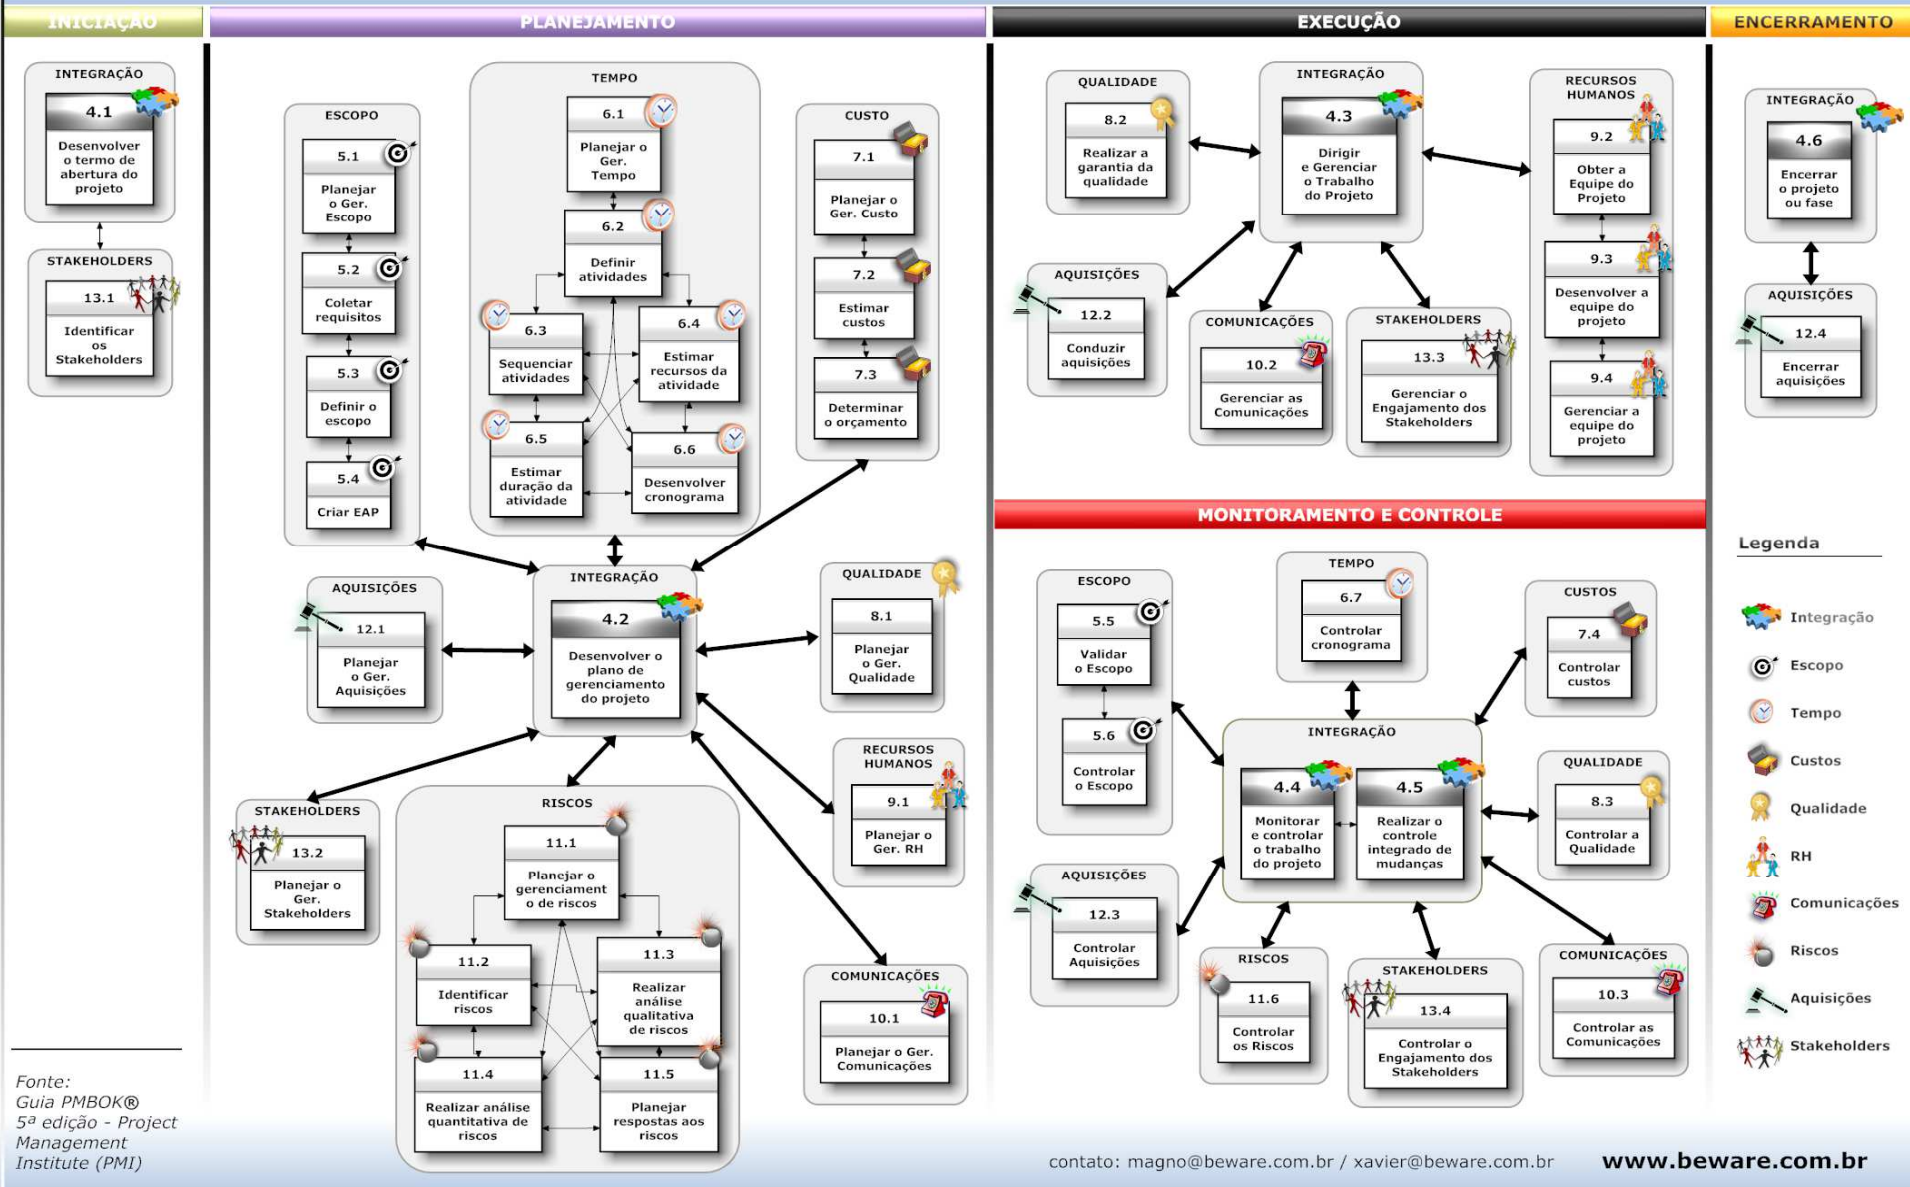 INICIAÇÃO
INTEGRAÇÃO
4.1
Desenvolver
o termo de
abertura do
projeto
STAKEHOLDERS
13.1
Identificar
os
Stakeholders
Fonte:
Guia PMBOK®
5ª edição - Project
Management
Institute (PMI)
PLANEJAMENTO
ESCOPO
5.1
Planejar
o Ger.
Escopo
5.2
Coletar
requisitos
5.3
Definir o
escopo
5.4
Criar EAP
TEMPO
6.1
Planejar o
Ger.
Tempo
6.2
Definir
atividades
6.3
Sequenciar
atividades
6.4
Estimar
recursos da
atividade
6.5
Estimar
duração da
atividade
6.6
Desenvolver
cronograma
CUSTO
7.1
Planejar o
Ger. Custo
7.2
Estimar
custos
7.3
Determinar
o orçamento
AQUISIÇÕES
12.1
Planejar
o Ger.
Aquisições
INTEGRAÇÃO
4.2
Desenvolver o
plano de
gerenciamento
do projeto
QUALIDADE
8.1
Planejar
o Ger.
Qualidade
RECURSOS
HUMANOS
9.1
Planejar o
Ger. RH
STAKEHOLDERS
13.2
Planejar o
Ger.
Stakeholders
RISCOS
11.1
Planejar o
gerenciament
o de riscos
11.2
Identificar
riscos
11.3
Realizar
análise
qualitativa
de riscos
11.4
Realizar análise
quantitativa de
riscos
11.5
Planejar
respostas aos
riscos
COMUNICAÇÕES
10.1
Planejar o Ger.
Comunicações
EXECUÇÃO
QUALIDADE
8.2
Realizar a
garantia da
qualidade
INTEGRAÇÃO
4.3
Dirigir
e Gerenciar
o Trabalho
do Projeto
RECURSOS
HUMANOS
9.2
Obter a
Equipe do
Projeto
9.3
Desenvolver a
equipe do
projeto
9.4
Gerenciar a
equipe do
projeto
AQUISIÇÕES
12.2
Conduzir
aquisições
COMUNICAÇÕES
10.2
Gerenciar as
Comunicações
STAKEHOLDERS
13.3
Gerenciar o
Engajamento dos
Stakeholders
MONITORAMENTO E CONTROLE
ESCOPO
5.5
Validar
o Escopo
5.6
Controlar
o Escopo
TEMPO
6.7
Controlar
cronograma
CUSTOS
7.4
Controlar
custos
INTEGRAÇÃO
4.4
Monitorar
e controlar
o trabalho
do projeto
4.5
Realizar o
controle
integrado de
mudanças
QUALIDADE
8.3
Controlar a
Qualidade
AQUISIÇÕES
12.3
Controlar
Aquisições
RISCOS
11.6
Controlar
os Riscos
STAKEHOLDERS
13.4
Controlar o
Engajamento dos
Stakeholders
COMUNICAÇÕES
10.3
Controlar as
Comunicações
ENCERRAMENTO
INTEGRAÇÃO
4.6
Encerrar
o projeto
ou fase
AQUISIÇÕES
12.4
Encerrar
aquisições
Legenda
Integração
Escopo
Tempo
Custos
Qualidade
RH
Comunicações
Riscos
Aquisições
Stakeholders
contato: magno@beware.com.br / xavier@beware.com.br
www.beware.com.br